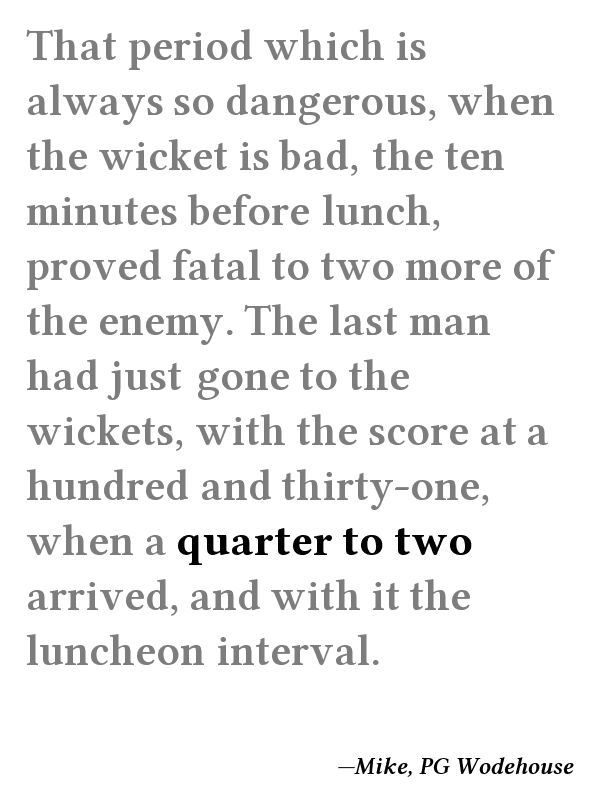 That period which is
always so dangerous, when
the wicket is bad, the ten
minutes before lunch,
proved fatal to two more of
the enemy. The last man
had just gone to the
wickets, with the score at a
hundred and thirty-one,
when a quarter to two
arrived, and with it the
luncheon interval.
—Mike, PG Wodehouse